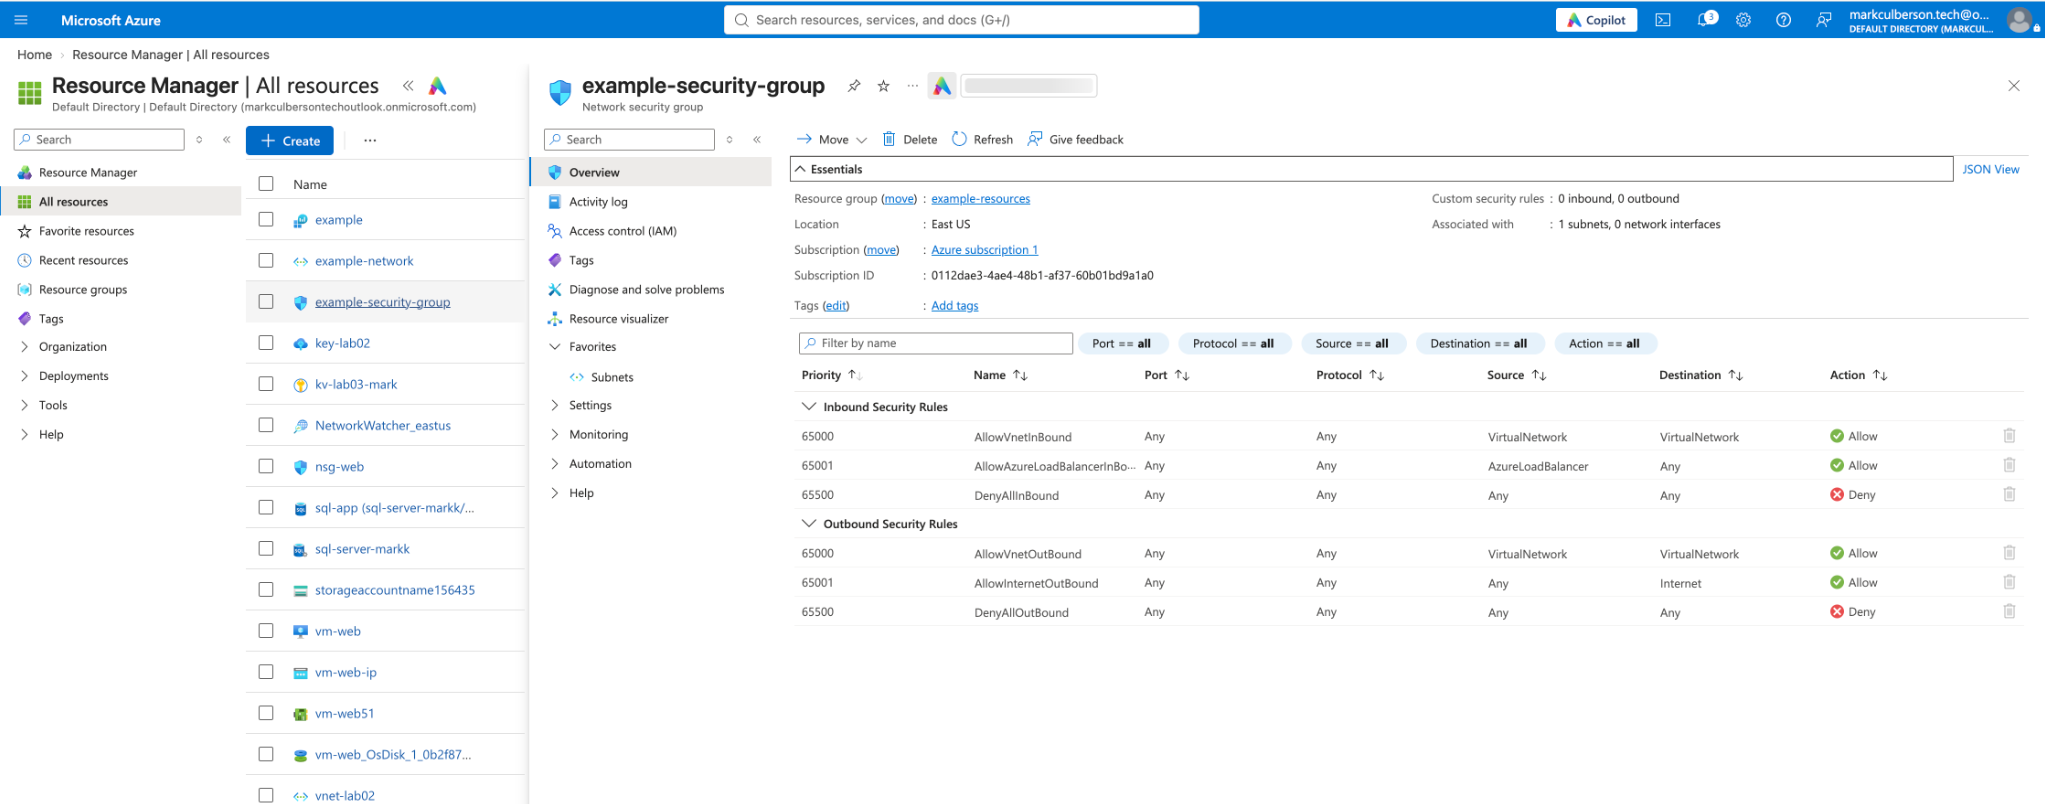 Microsoft Azure
Search resources, services, and docs (G+/)
Copilot
3
markculberson.tech@o...
DEFAULT DIRECTORY (MARKCUL...
Home › Resource Manager | All resources
Resource Manager | All resources
Default Directory | Default Directory (markculbersontechoutlook.onmicrosoft.com)
Search
Resource Manager
All resources
Favorite resources
Recent resources
Resource groups
Tags
Organization
Deployments
Tools
Help
+ Create
...
Name
example
example-network
example-security-group
key-lab02
kv-lab03-mark
NetworkWatcher_eastus
nsg-web
sql-app (sql-server-markk/...
sql-server-markk
storageaccountname156435
vm-web
vm-web-ip
vm-web51
vm-web_OsDisk_1_0b2f87...
vnet-lab02
example-security-group
...
Network security group
Search
Overview
Activity log
Access control (IAM)
Tags
Diagnose and solve problems
Resource visualizer
Favorites
Subnets
Settings
Monitoring
Automation
Help
Move Delete Refresh Give feedback
Essentials
JSON View
Resource group (move) : example-resources
Location : East US
Subscription (move) : Azure subscription 1
Subscription ID : 0112dae3-4ae4-48b1-af37-60b01bd9a1a0
Tags (edit) : Add tags
Custom security rules : 0 inbound, 0 outbound
Associated with : 1 subnets, 0 network interfaces
Filter by name Port == all Protocol == all Source == all Destination == all Action == all
Priority Name Port Protocol Source Destination Action
Inbound Security Rules
65000 AllowVnetInBound Any Any VirtualNetwork VirtualNetwork Allow
65001 AllowAzureLoadBalancerInBo... Any Any AzureLoadBalancer Any Allow
65500 DenyAllInBound Any Any Any Any Deny
Outbound Security Rules
65000 AllowVnetOutBound Any Any VirtualNetwork VirtualNetwork Allow
65001 AllowInternetOutBound Any Any Any Internet Allow
65500 DenyAllOutBound Any Any Any Any Deny